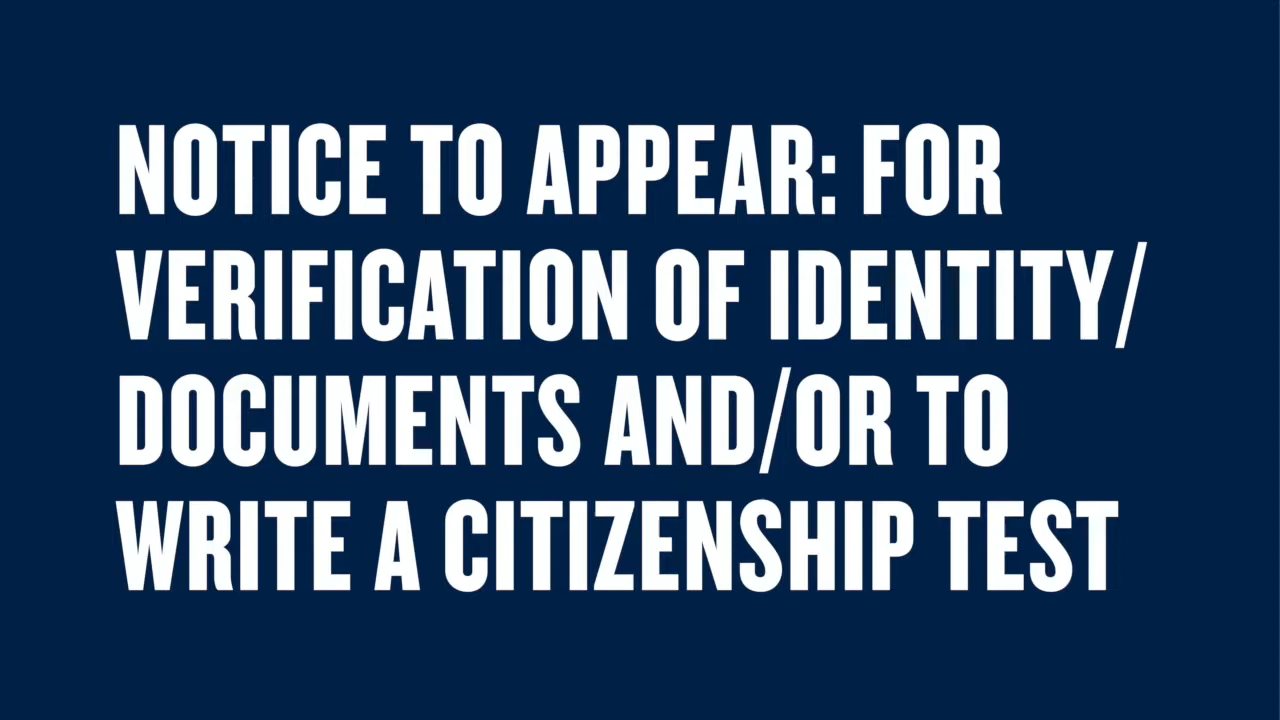 NOTICE TO APPEAR: FOR
VERIFICATION OF IDENTITY/
DOCUMENTS AND/OR TO
WRITE A CITIZENSHIP TEST